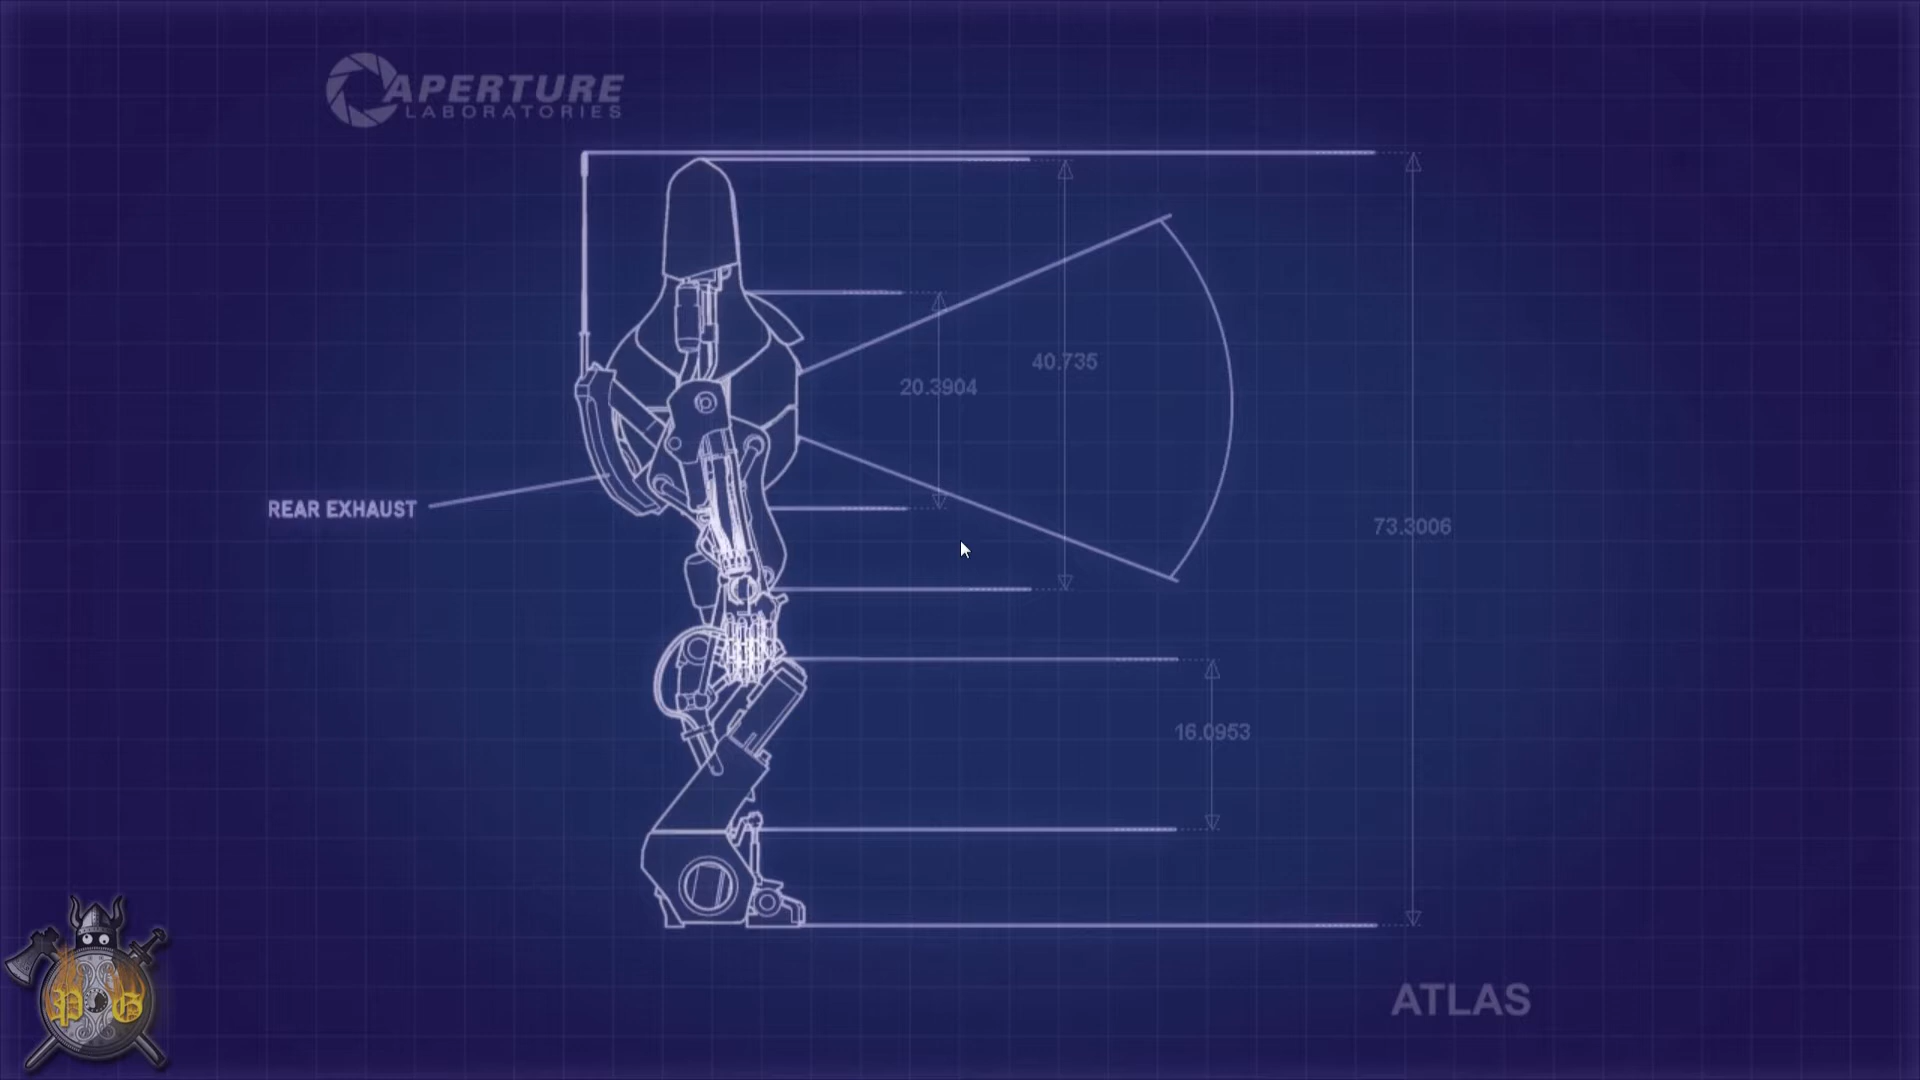 APERTURE
LABORATORIES
40.735
20.3904
REAR EXHAUST
73.3006
16.0953
ATLAS
P G